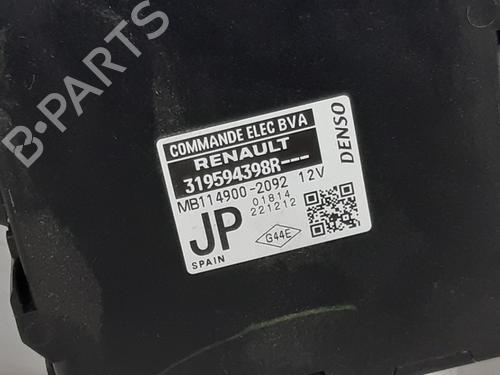 B-PARTS
COMMANDE ELEC BVA
RENAULT
319594398R---
MB114900-2092 12V
01814
221212
JP
SPAIN
G44E
DENSO